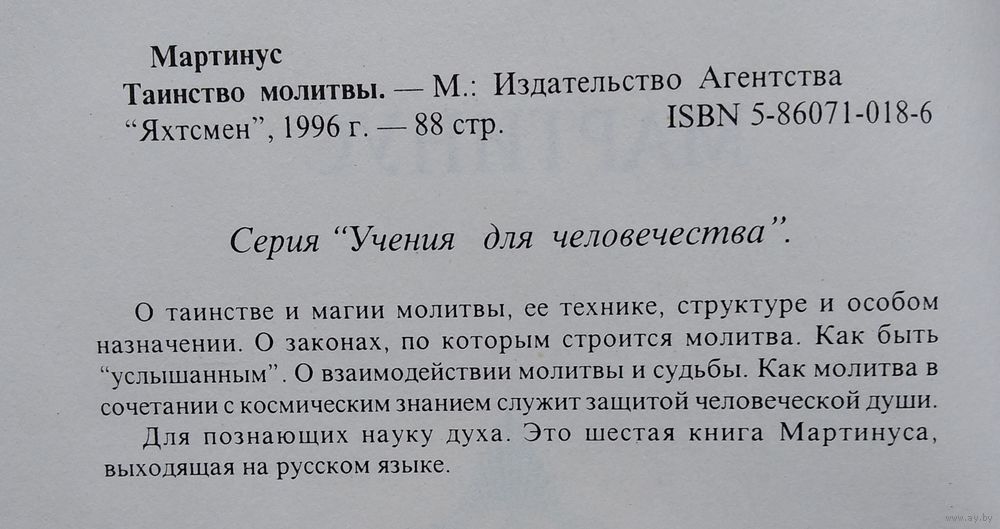 Мартинус
Таинство молитвы. — М.: Издательство Агентства
“Яхтсмен”, 1996 г. — 88 стр. ISBN 5-86071-018-6
Серия “Учения для человечества”.
О таинстве и магии молитвы, ее технике, структуре и особом
назначении. О законах, по которым строится молитва. Как быть
“услышанным”. О взаимодействии молитвы и судьбы. Как молитва в
сочетании с космическим знанием служит защитой человеческой души.
Для познающих науку духа. Это шестая книга Мартинуса,
выходящая на русском языке.
www.ay.by